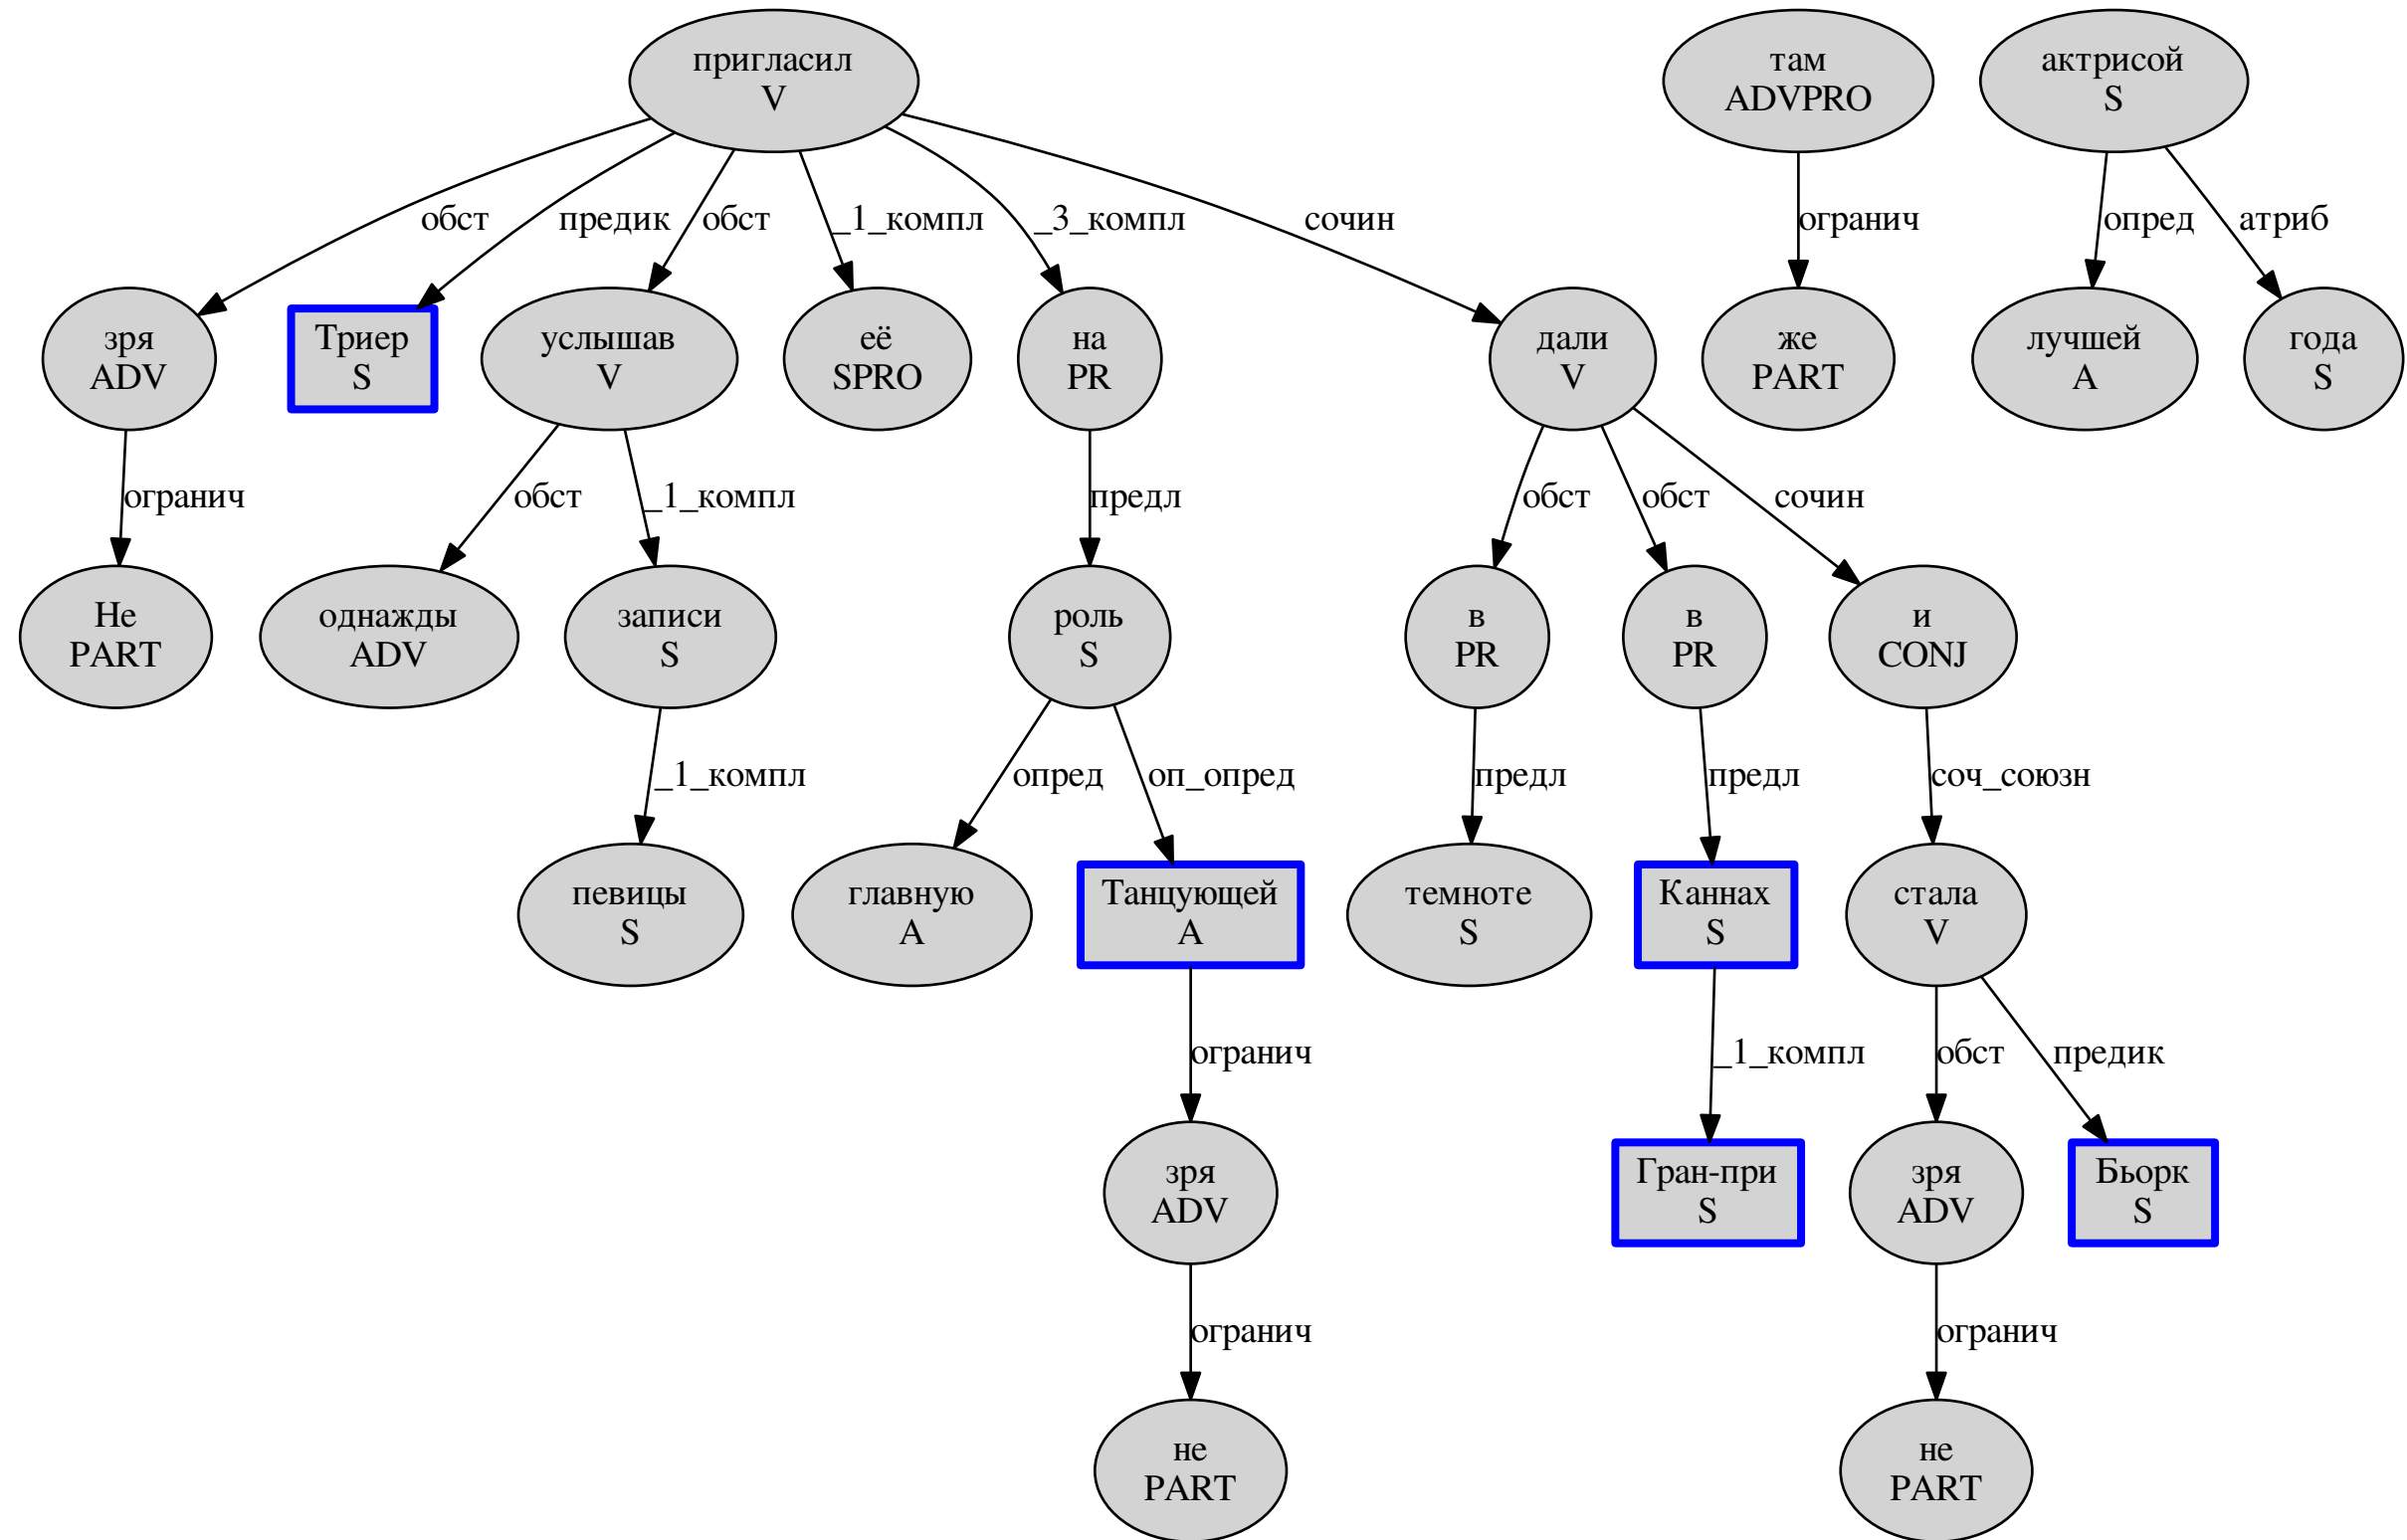 пригласил
V
там
ADVPRO
актрисой
S
обст
предик
обст
_1_компл
_3_компл
сочин
огранич
опред
атриб
зря
ADV
Триер
S
услышав
V
её
SPRO
на
PR
дали
V
же
PART
лучшей
A
года
S
огранич
обст
_1_компл
предл
обст
обст
сочин
Не
PART
однажды
ADV
записи
S
роль
S
в
PR
в
PR
и
CONJ
_1_компл
опред
оп_опред
предл
предл
соч_союзн
певицы
S
главную
A
Танцующей
A
темноте
S
Каннах
S
стала
V
огранич
_1_компл
обст
предик
зря
ADV
Гран-при
S
зря
ADV
Бьорк
S
огранич
огранич
не
PART
не
PART